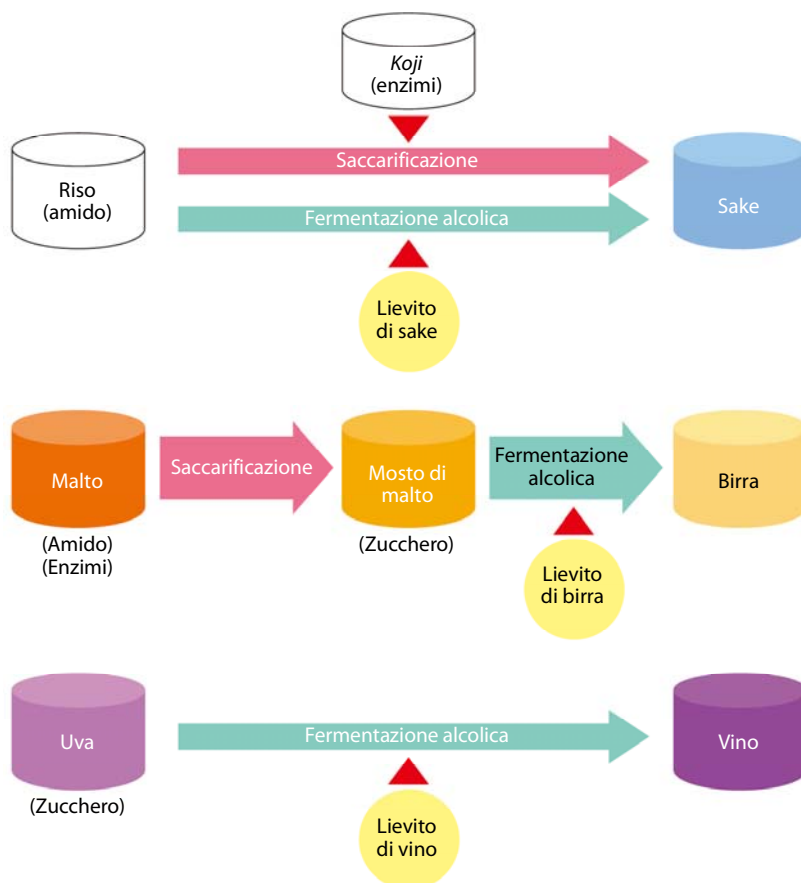 Koji
(enzimi)
Riso
(amido)
Saccarificazione
Fermentazione alcolica
Sake
Lievito
di sake
Malto
(Amido)
(Enzimi)
Saccarificazione
Mosto di
malto
(Zucchero)
Fermentazione
alcolica
Birra
Lievito
di birra
Uva
(Zucchero)
Fermentazione alcolica
Vino
Lievito
di vino